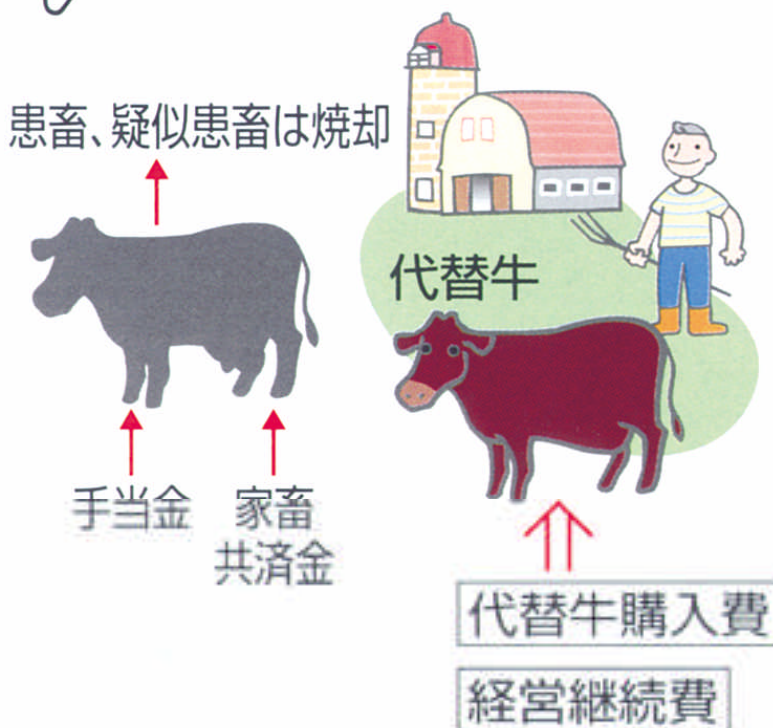 患畜、疑似患畜は焼却
代替牛
手当金
家畜
共済金
代替牛購入費
経営継続費